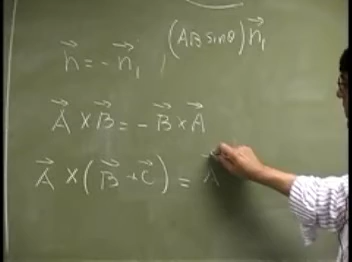 n⃗ = -n⃗₁ , (AB sinθ) n⃗₁
A⃗ × B⃗ = - B⃗ × A⃗
A⃗ × ( B⃗ + C⃗ ) = A⃗